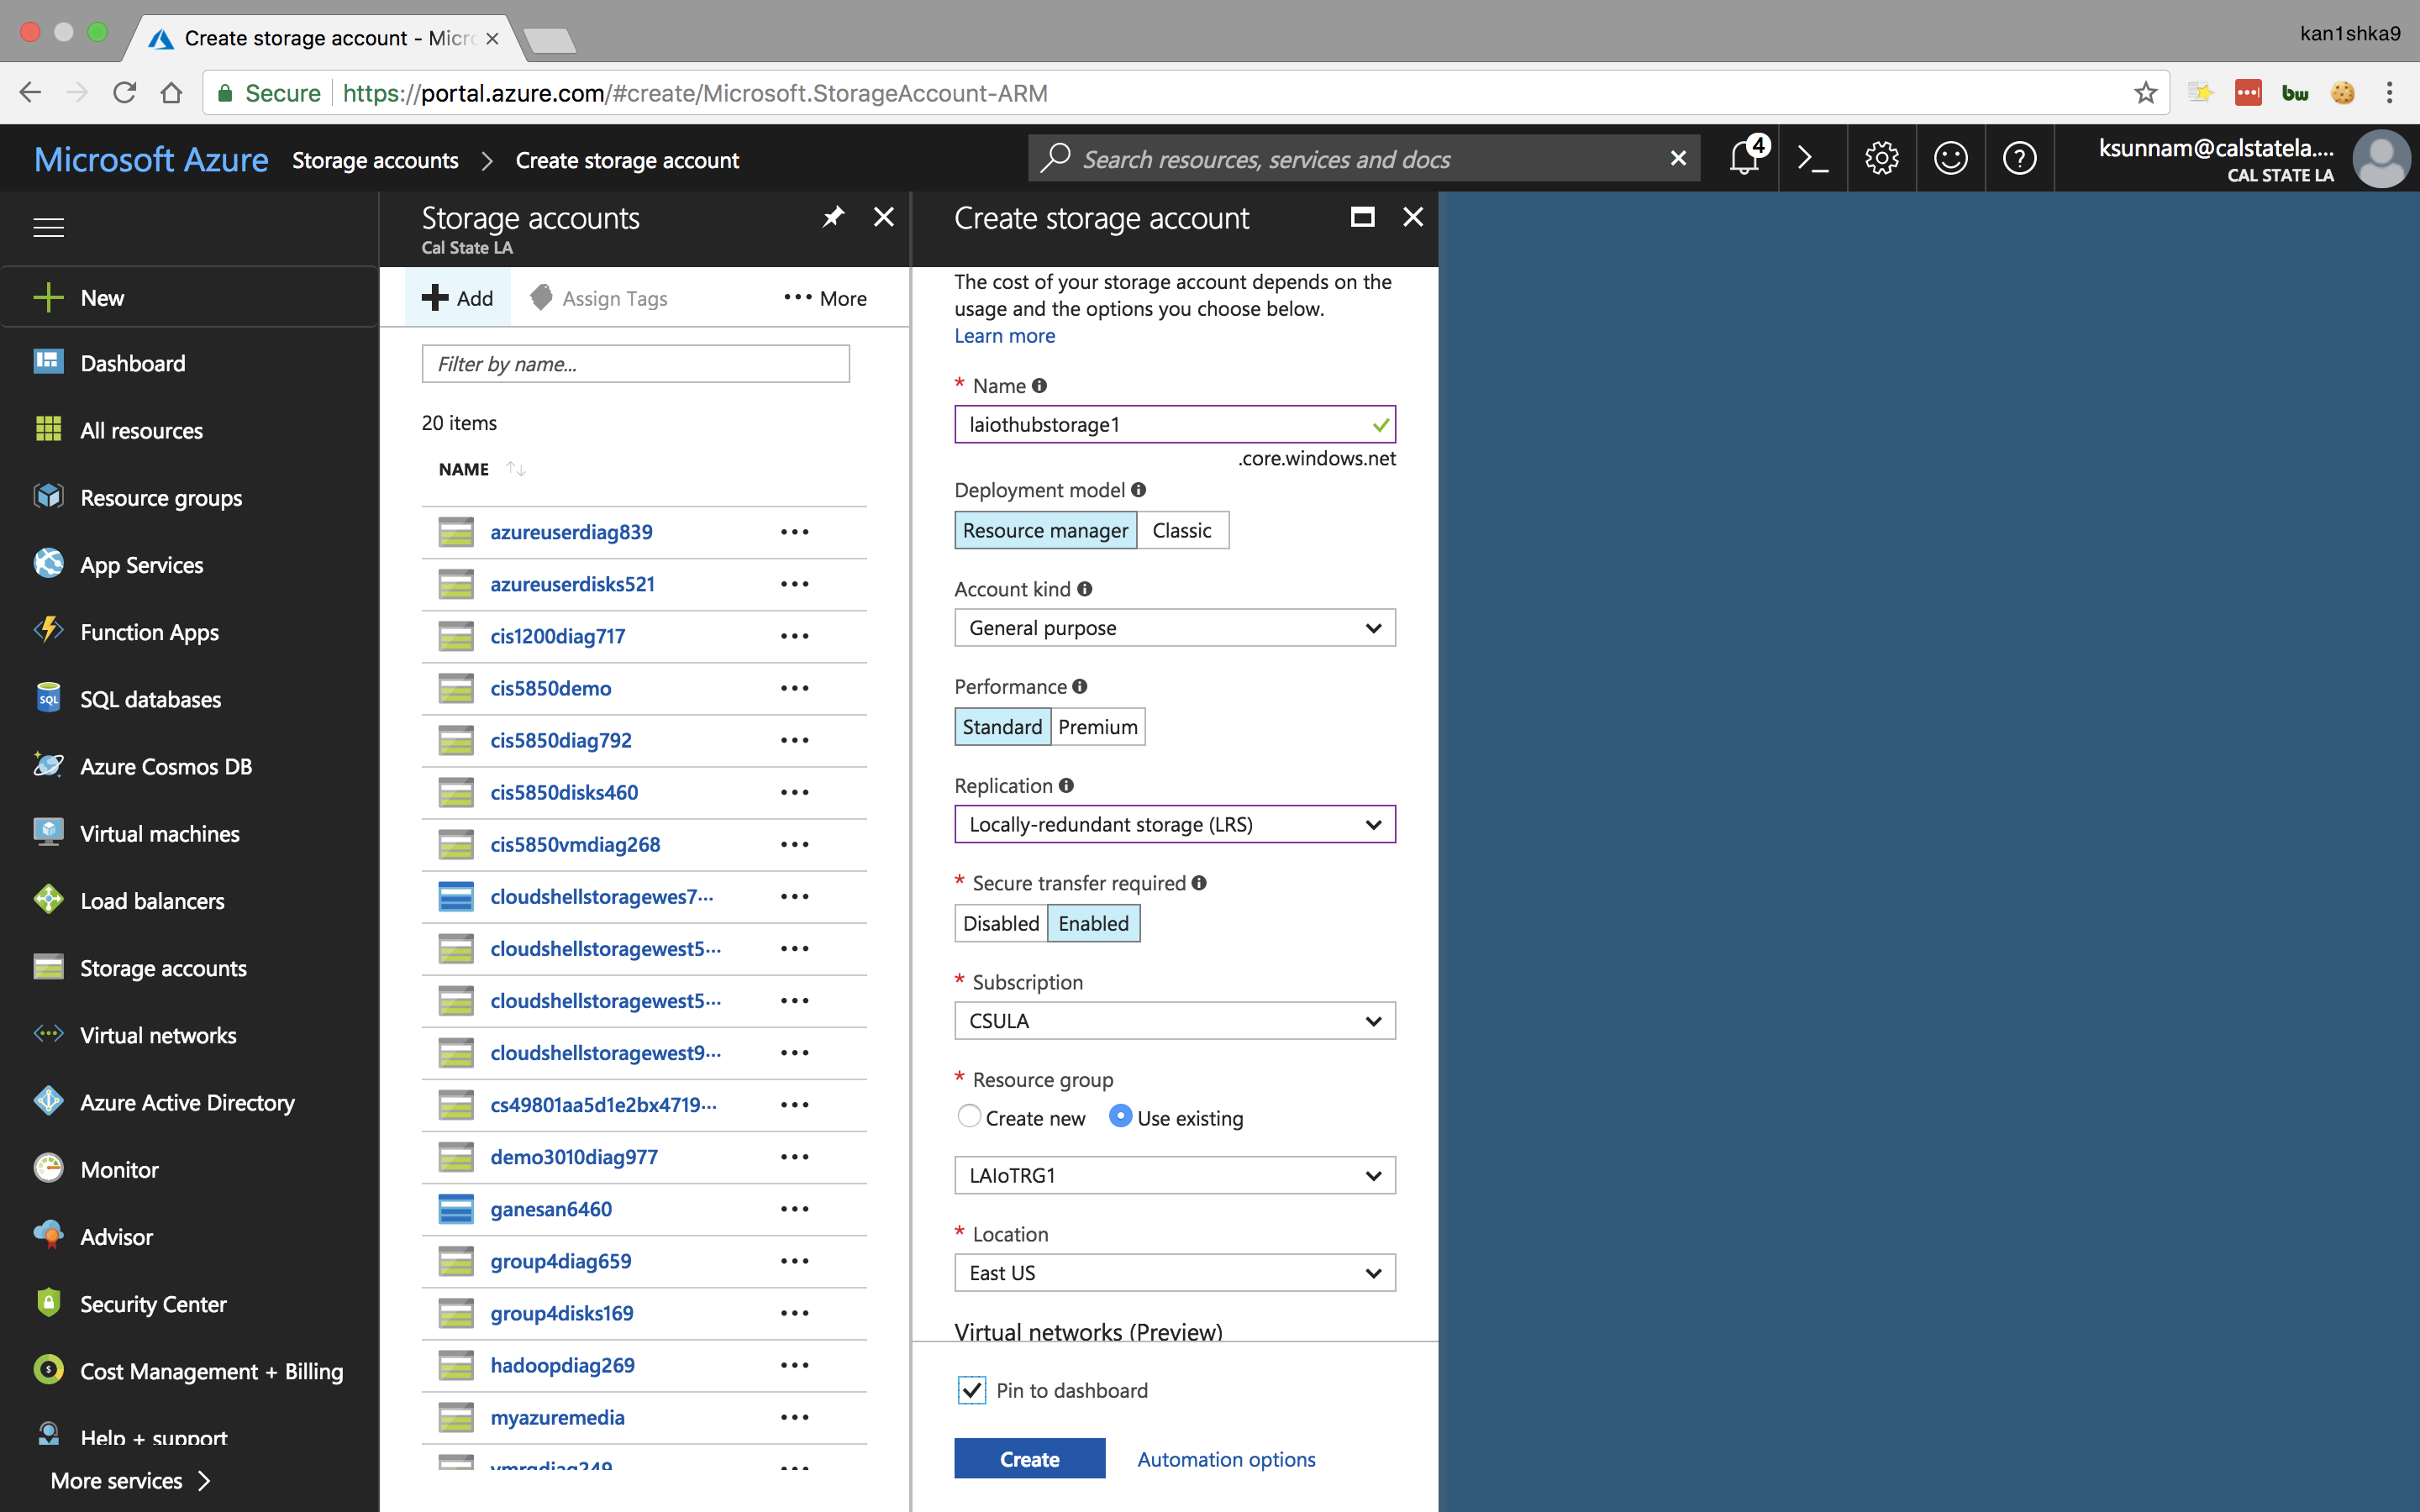 Create storage account - Micro
kan1shka9
Secure
https://portal.azure.com/#create/Microsoft.StorageAccount-ARM
bw
Microsoft Azure
Storage accounts
Create storage account
Search resources, services and docs
4
ksunnam@calstatela....
CAL STATE LA
New
Dashboard
All resources
Resource groups
App Services
Function Apps
SQL
SQL databases
Azure Cosmos DB
Virtual machines
Load balancers
Storage accounts
Virtual networks
Azure Active Directory
Monitor
Advisor
Security Center
Cost Management + Billing
Help + support
More services
Storage accounts
Cal State LA
Add
Assign Tags
More
Filter by name...
20 items
NAME
azureuserdiag839
azureuserdisks521
cis1200diag717
cis5850demo
cis5850diag792
cis5850disks460
cis5850vmdiag268
cloudshellstoragewes7...
cloudshellstoragewest5...
cloudshellstoragewest5...
cloudshellstoragewest9...
cs49801aa5d1e2bx4719...
demo3010diag977
ganesan6460
group4diag659
group4disks169
hadoopdiag269
myazuremedia
Create storage account
The cost of your storage account depends on the
usage and the options you choose below.
Learn more
* Name
laiothubstorage1
.core.windows.net
Deployment model
Resource manager
Classic
Account kind
General purpose
Performance
Standard
Premium
Replication
Locally-redundant storage (LRS)
* Secure transfer required
Disabled
Enabled
* Subscription
CSULA
* Resource group
Create new
Use existing
LAIoTRG1
* Location
East US
Virtual networks (Preview)
Pin to dashboard
Create
Automation options